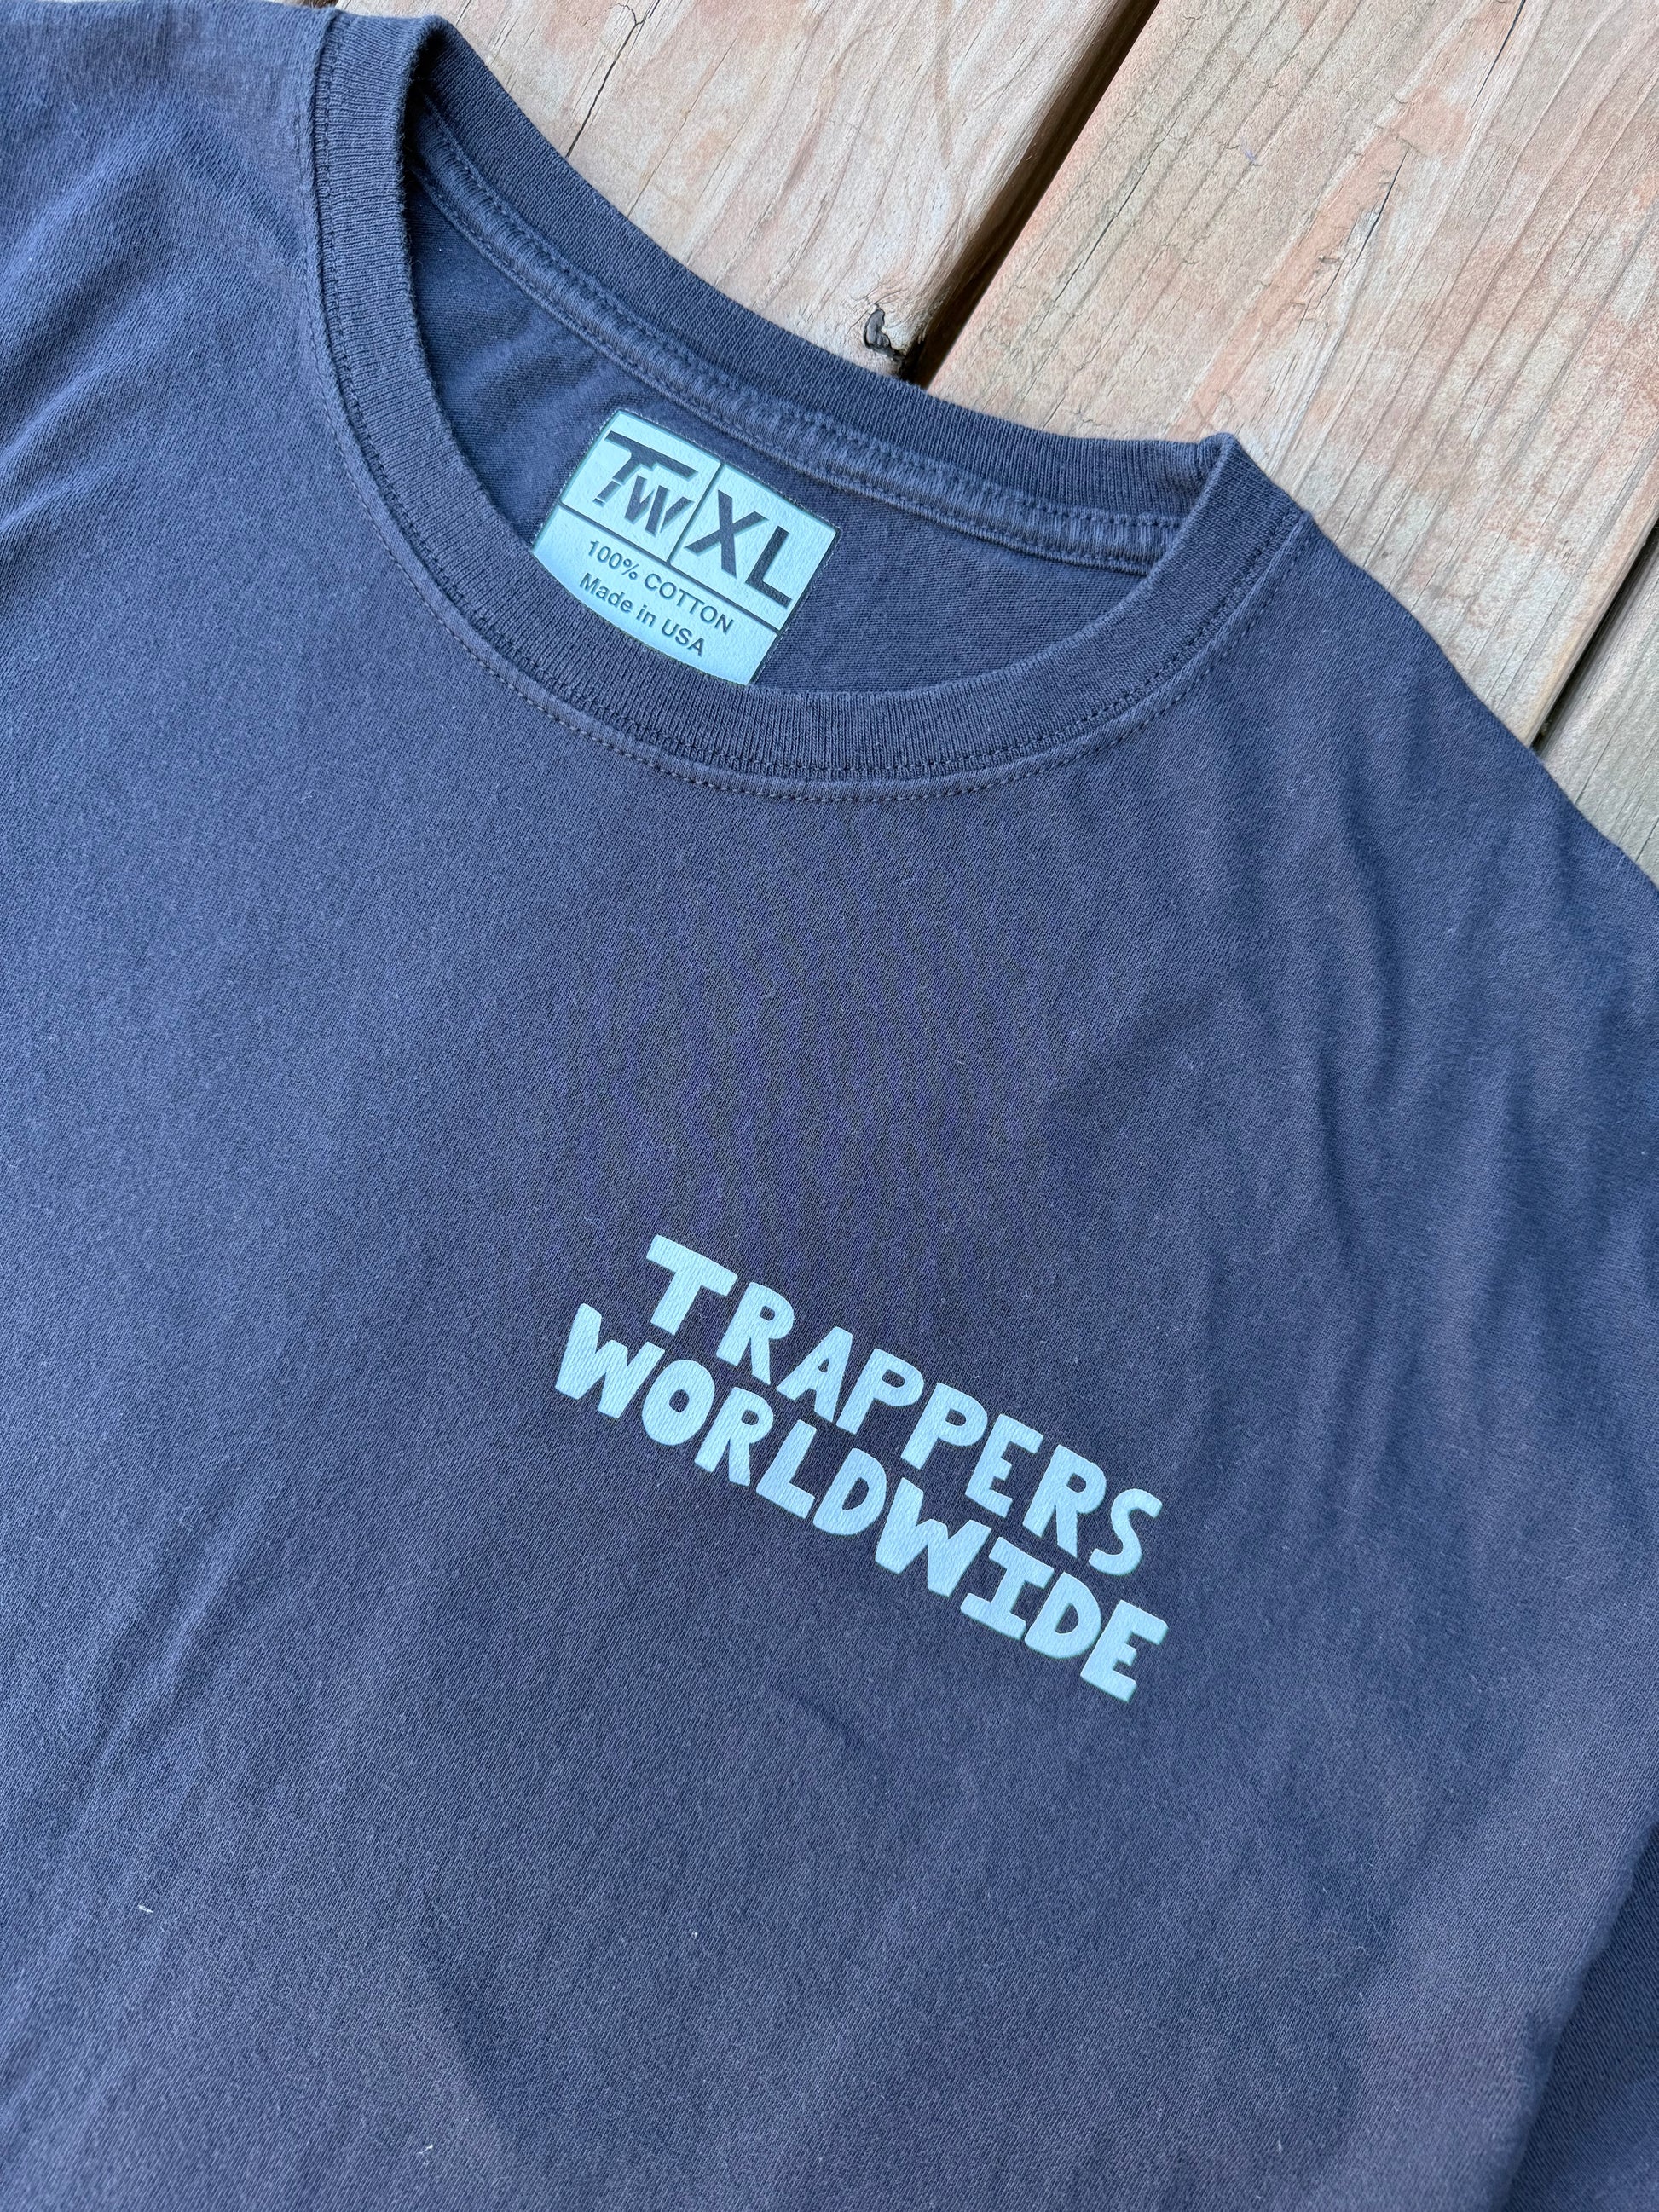 TW XL
100% COTTON
Made in USA
TRAPPERS
WORLDWIDE